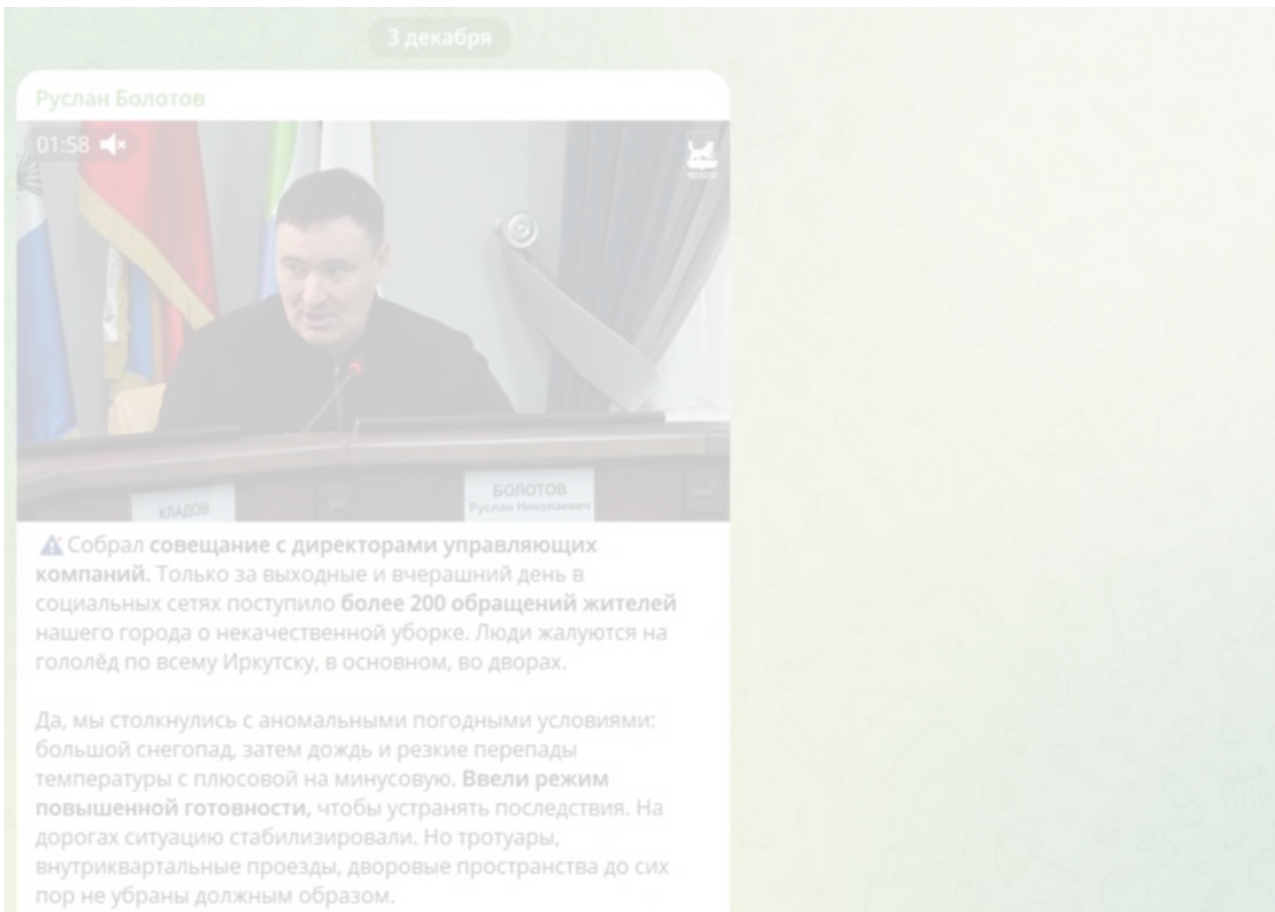 3 декабря
Руслан Болотов
01:58
КЛАДОВ
БОЛОТОВ
Руслан Николаевич
Собрал совещание с директорами управляющих
компаний. Только за выходные и вчерашний день в
социальных сетях поступило более 200 обращений жителей
нашего города о некачественной уборке. Люди жалуются на
гололёд по всему Иркутску, в основном, во дворах.
Да, мы столкнулись с аномальными погодными условиями:
большой снегопад, затем дождь и резкие перепады
температуры с плюсовой на минусовую. Ввели режим
повышенной готовности, чтобы устранять последствия. На
дорогах ситуацию стабилизировали. Но тротуары,
внутриквартальные проезды, дворовые пространства до сих
пор не убраны должным образом.